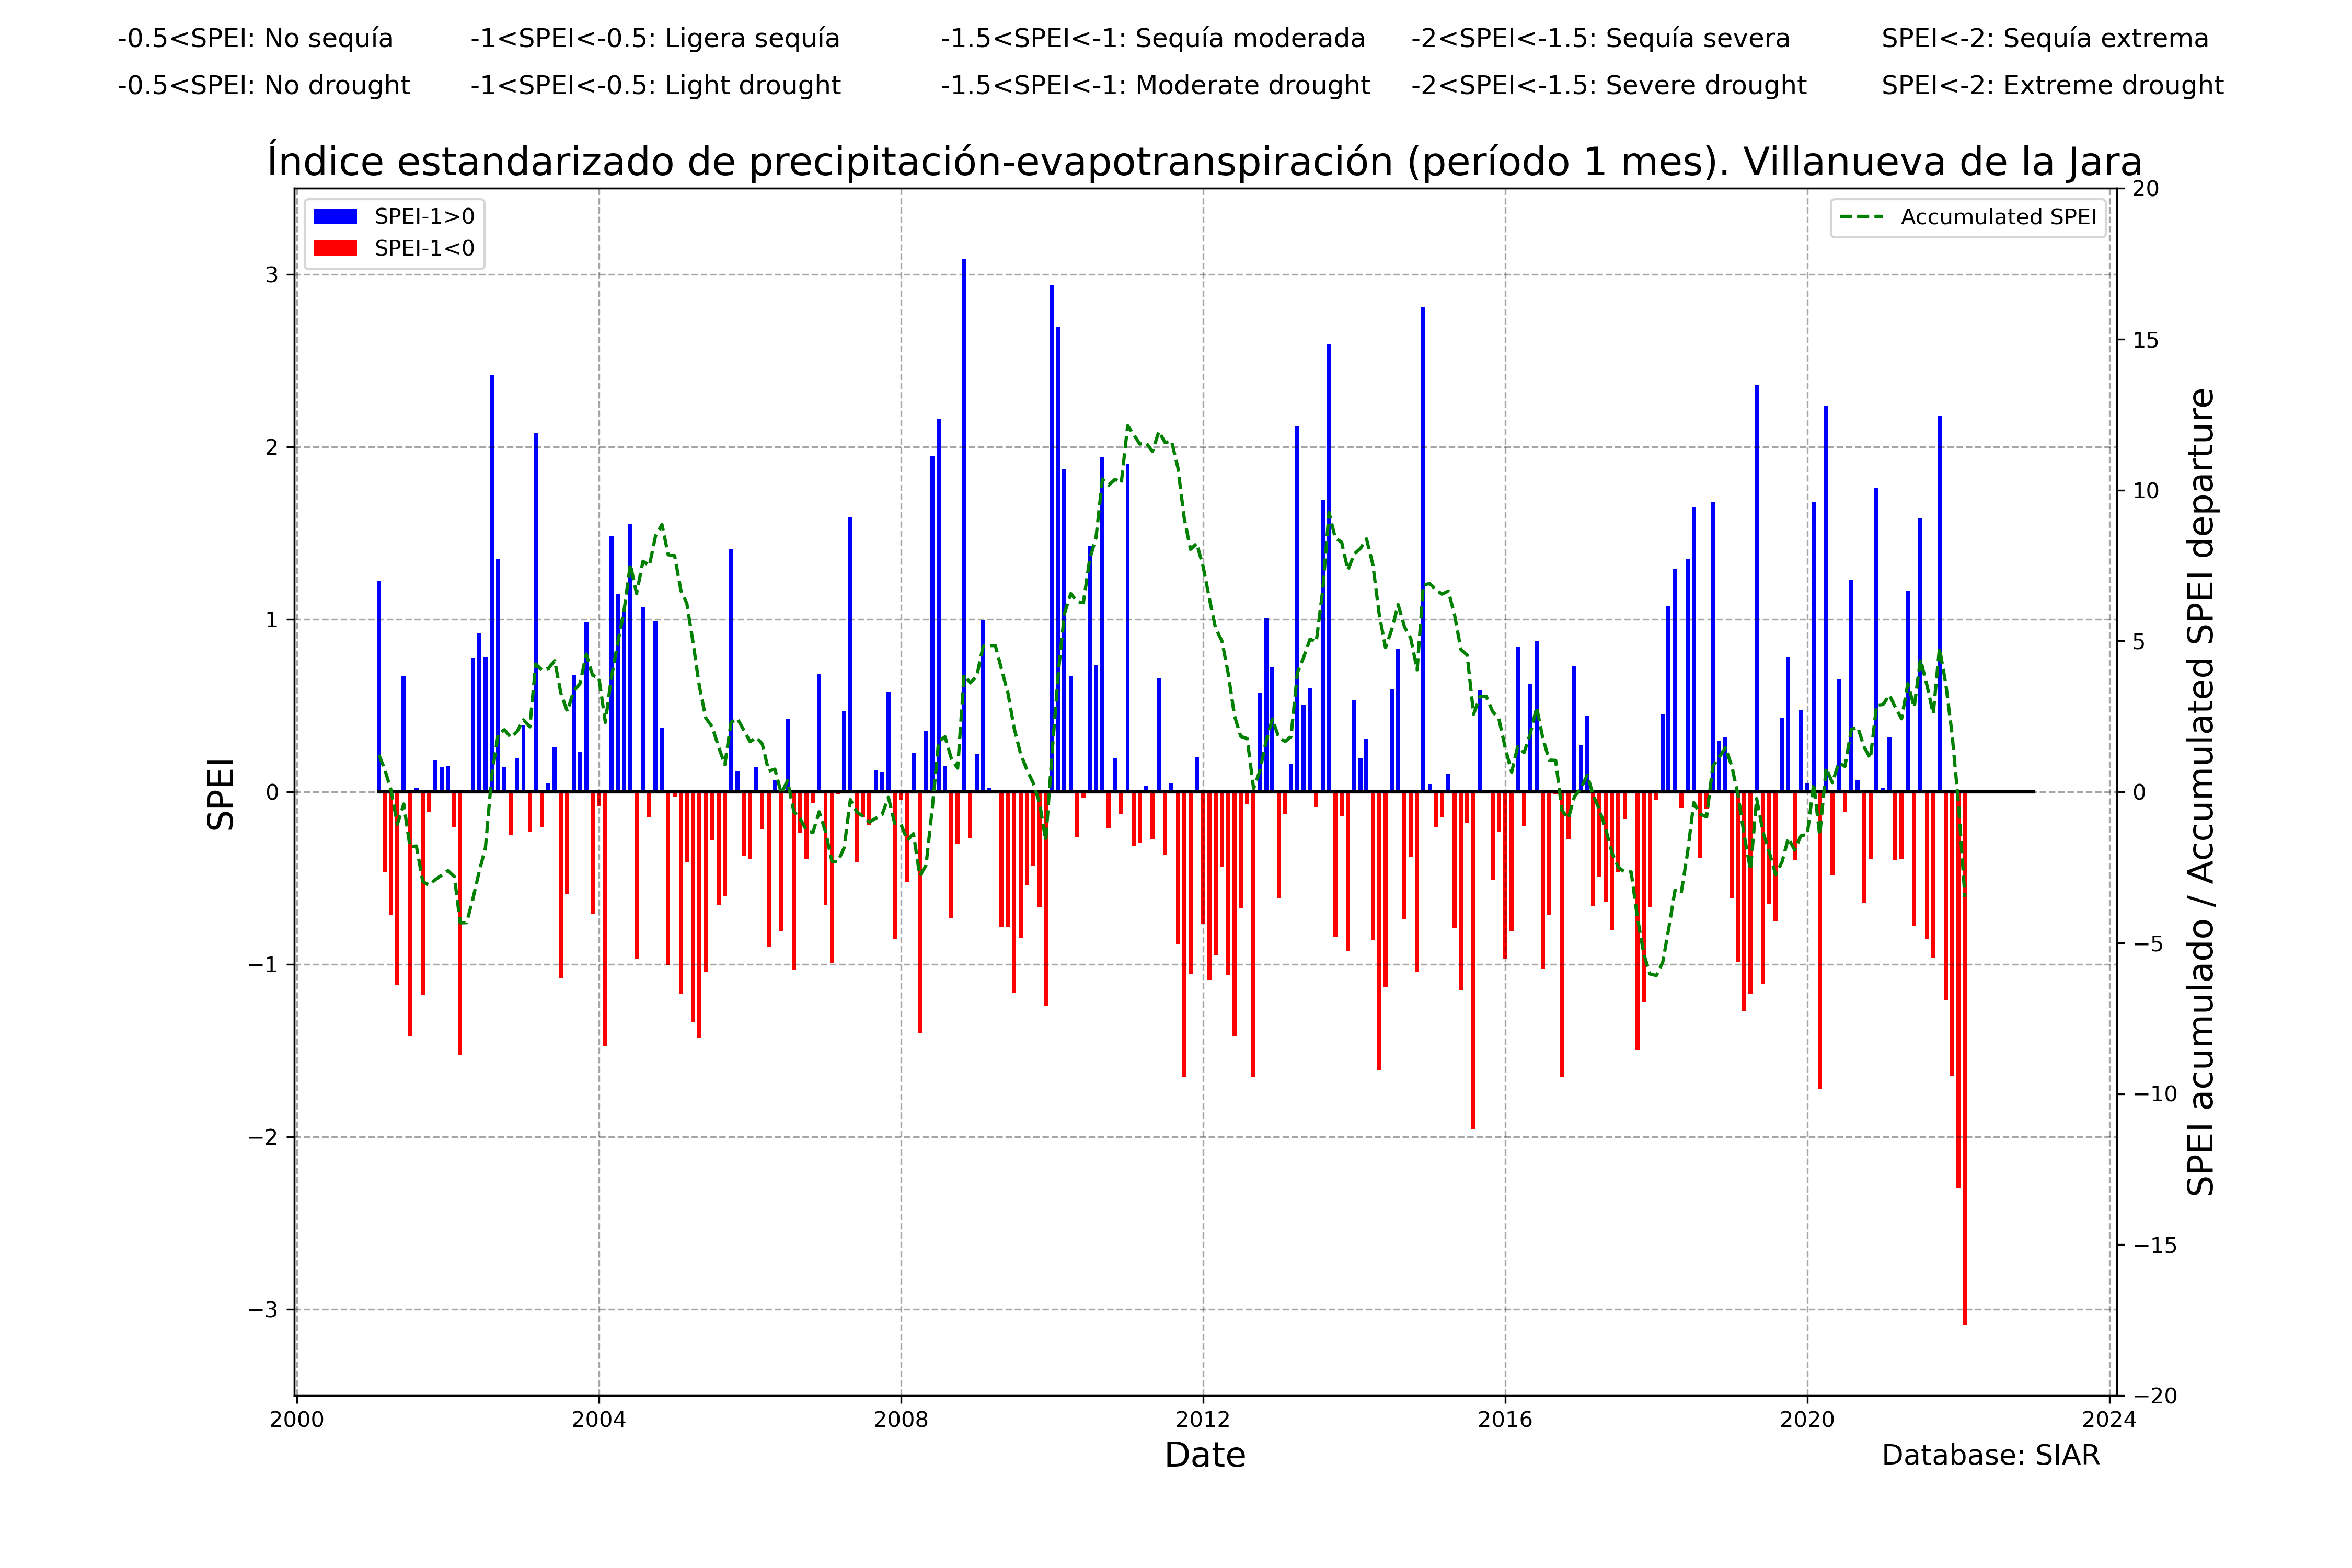 -0.5<SPEI: No sequía -1<SPEI<-0.5: Ligera sequía -1.5<SPEI<-1: Sequía moderada -2<SPEI<-1.5: Sequía severa SPEI<-2: Sequía extrema
-0.5<SPEI: No drought -1<SPEI<-0.5: Light drought -1.5<SPEI<-1: Moderate drought -2<SPEI<-1.5: Severe drought SPEI<-2: Extreme drought
Índice estandarizado de precipitación-evapotranspiración (período 1 mes). Villanueva de la Jara
SPEI-1>0
SPEI-1<0
Accumulated SPEI
SPEI
3
2
1
0
−1
−2
−3
20
15
10
5
0
−5
−10
−15
−20
SPEI acumulado / Accumulated SPEI departure
2000 2004 2008 2012 2016 2020 2024
Date
Database: SIAR